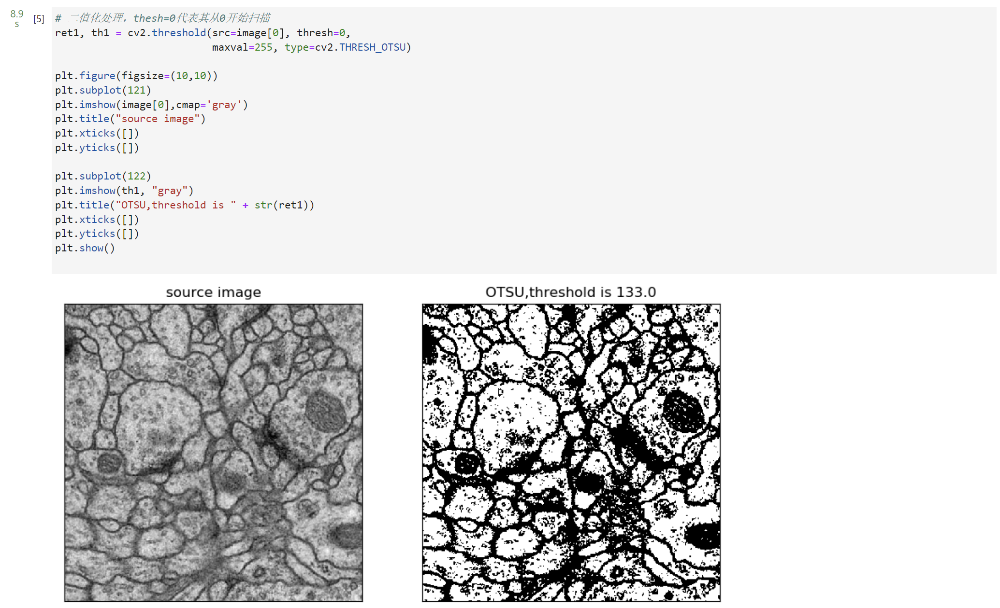 8.9
s
[5]
# 二值化处理，thesh=0代表其从0开始扫描
ret1, th1 = cv2.threshold(src=image[0], thresh=0,
                          maxval=255, type=cv2.THRESH_OTSU)
plt.figure(figsize=(10,10))
plt.subplot(121)
plt.imshow(image[0],cmap='gray')
plt.title("source image")
plt.xticks([])
plt.yticks([])
plt.subplot(122)
plt.imshow(th1, "gray")
plt.title("OTSU,threshold is " + str(ret1))
plt.xticks([])
plt.yticks([])
plt.show()
source image
OTSU,threshold is 133.0